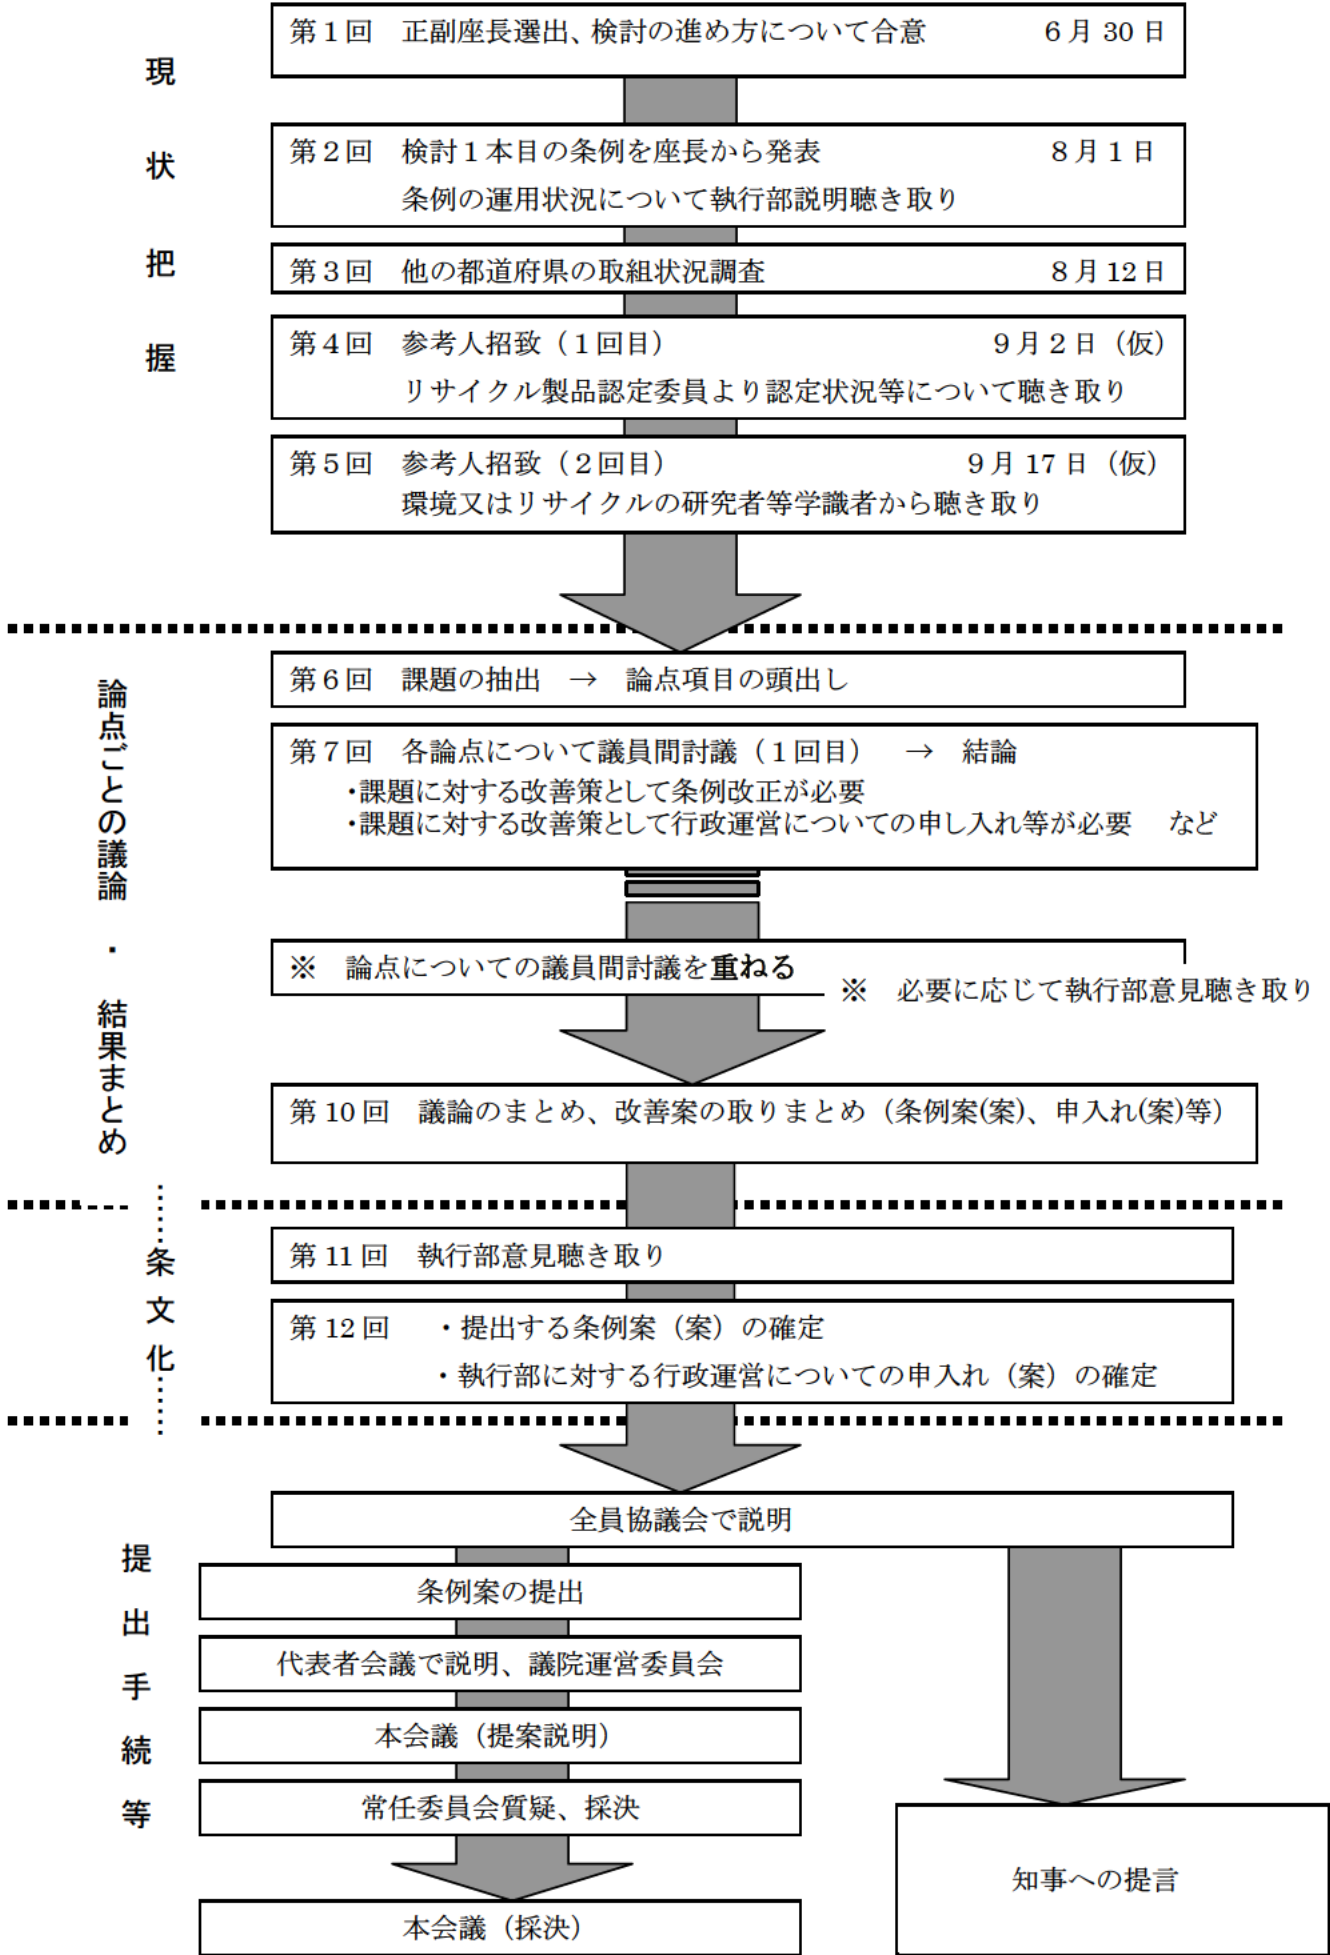 現状把握
第１回　正副座長選出、検討の進め方について合意　６月 30 日
第２回　検討１本目の条例を座長から発表　８月１日
条例の運用状況について執行部説明聴き取り
第３回　他の都道府県の取組状況調査　８月 12 日
第４回　参考人招致（１回目）　９月２日（仮）
リサイクル製品認定委員より認定状況等について聴き取り
第５回　参考人招致（２回目）　９月 17 日（仮）
環境又はリサイクルの研究者等学識者から聴き取り
論点ごとの議論・結果まとめ
第６回　課題の抽出　→　論点項目の頭出し
第７回　各論点について議員間討議（１回目）　→　結論
・課題に対する改善策として条例改正が必要
・課題に対する改善策として行政運営についての申し入れ等が必要　など
※　論点についての議員間討議を重ねる
※　必要に応じて執行部意見聴き取り
第 10 回　議論のまとめ、改善案の取りまとめ（条例案(案)、申入れ(案)等）
……条文化……
第 11 回　執行部意見聴き取り
第 12 回　・提出する条例案（案）の確定
・執行部に対する行政運営についての申入れ（案）の確定
提出手続等
全員協議会で説明
条例案の提出
代表者会議で説明、議院運営委員会
本会議（提案説明）
常任委員会質疑、採決
本会議（採決）
知事への提言